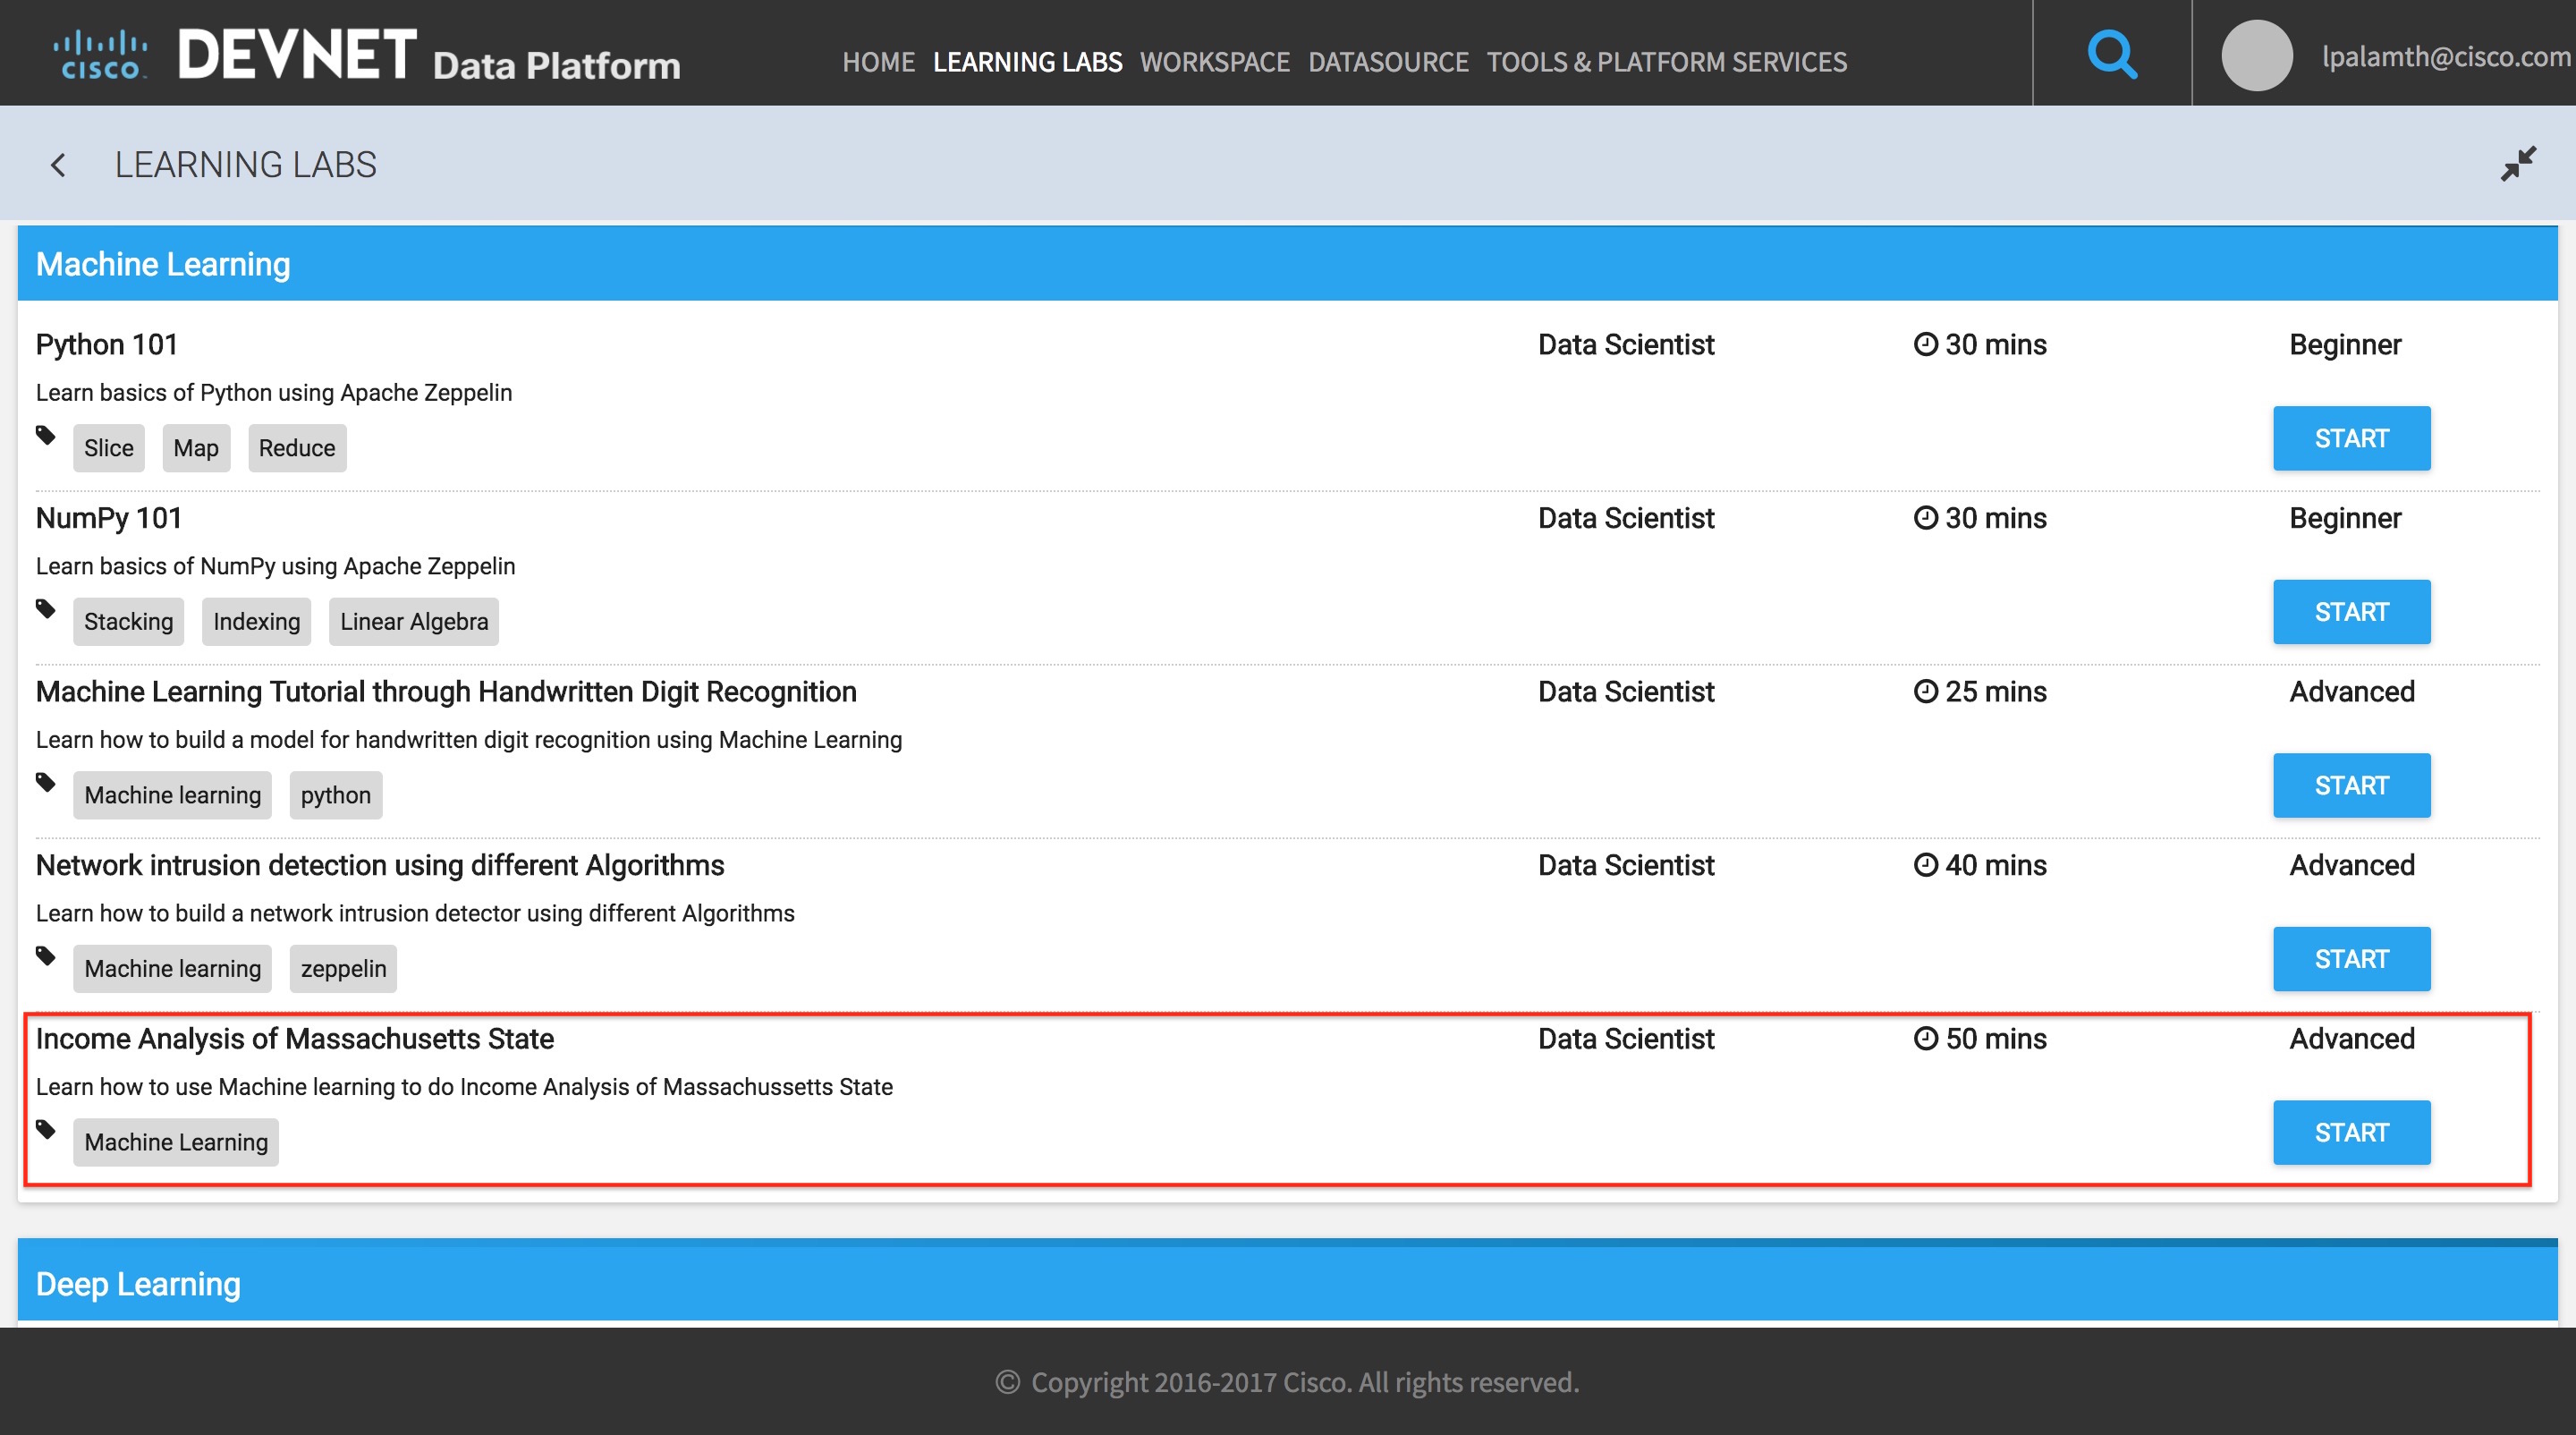 CISCO DEVNET Data Platform HOME LEARNING LABS WORKSPACE DATASOURCE TOOLS & PLATFORM SERVICES lpalamth@cisco.com
LEARNING LABS
Machine Learning
Python 101 Data Scientist 30 mins Beginner
Learn basics of Python using Apache Zeppelin
Slice Map Reduce START
NumPy 101 Data Scientist 30 mins Beginner
Learn basics of NumPy using Apache Zeppelin
Stacking Indexing Linear Algebra START
Machine Learning Tutorial through Handwritten Digit Recognition Data Scientist 25 mins Advanced
Learn how to build a model for handwritten digit recognition using Machine Learning
Machine learning python START
Network intrusion detection using different Algorithms Data Scientist 40 mins Advanced
Learn how to build a network intrusion detector using different Algorithms
Machine learning zeppelin START
Income Analysis of Massachusetts State Data Scientist 50 mins Advanced
Learn how to use Machine learning to do Income Analysis of Massachussetts State
Machine Learning START
Deep Learning
© Copyright 2016-2017 Cisco. All rights reserved.